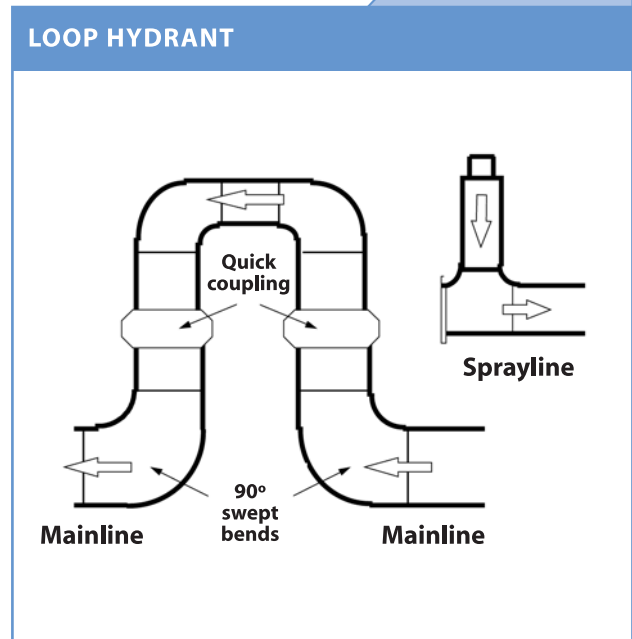 LOOP HYDRANT
Quick
coupling
Sprayline
90º
swept
bends
Mainline
Mainline